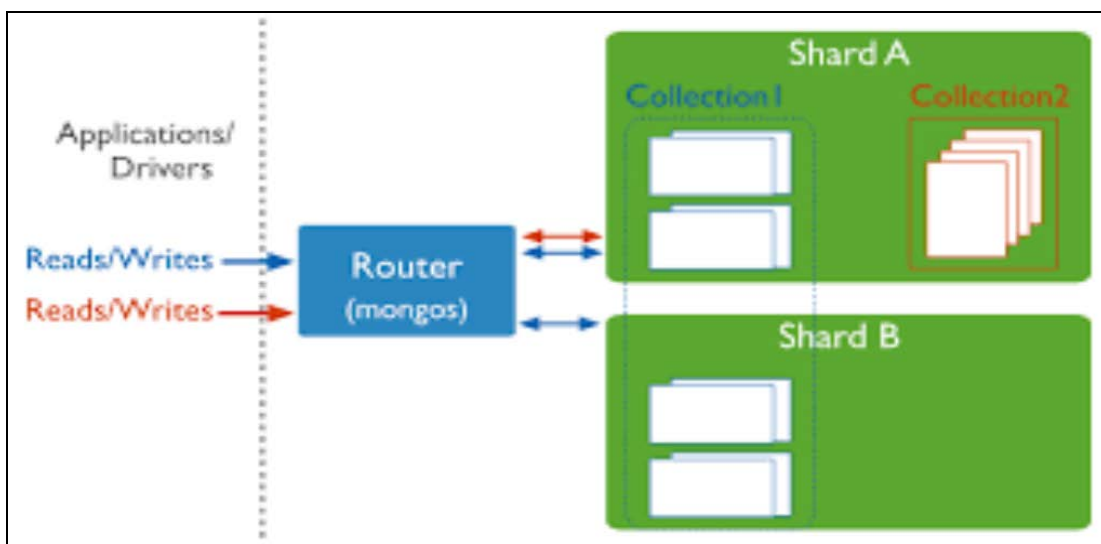 Applications/
Drivers
Reads/Writes
Reads/Writes
Router
(mongos)
Shard A
Collection1
Collection2
Shard B